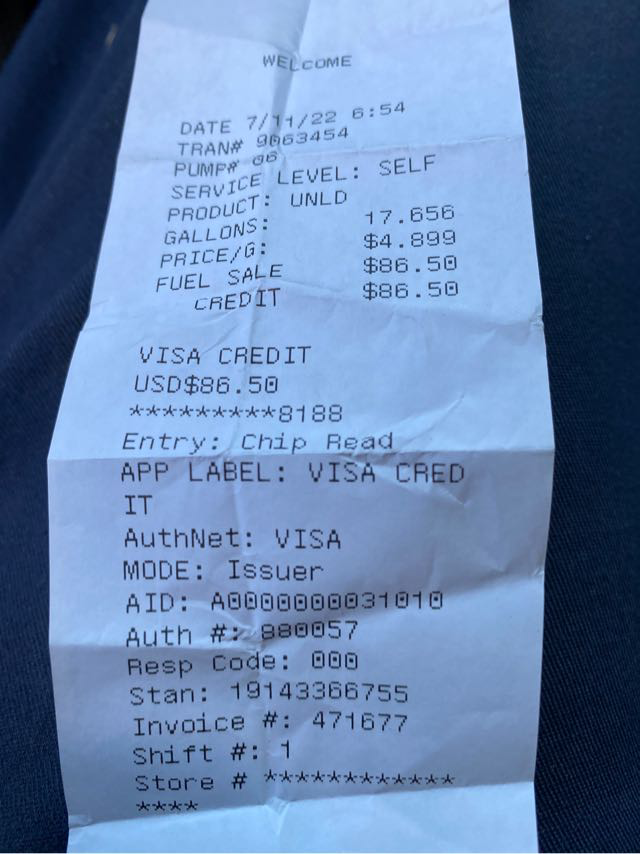 WELCOME
DATE 7/11/22 6:54
TRAN# 9063454
PUMP# 06
SERVICE LEVEL: SELF
PRODUCT: UNLD
GALLONS: 17.656
PRICE/G: $4.899
FUEL SALE $86.50
CREDIT $86.50
VISA CREDIT
USD$86.50
*********8188
Entry: Chip Read
APP LABEL: VISA CRED
IT
AuthNet: VISA
MODE: Issuer
AID: A0000000031010
Auth #: 880057
Resp Code: 000
Stan: 19143366755
Invoice #: 471677
Shift #: 1
Store # ************
****